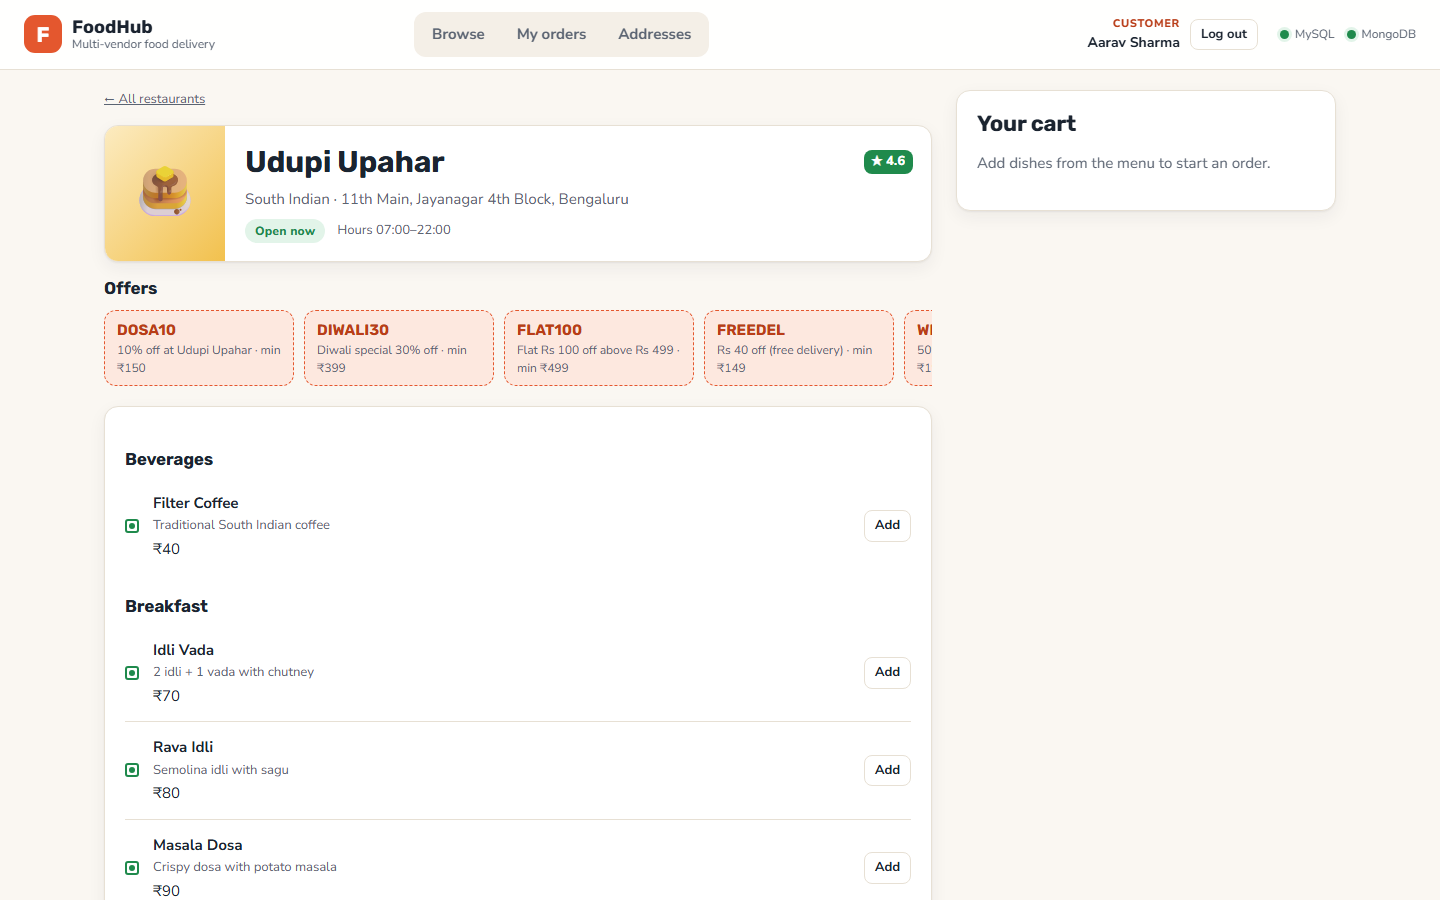 F
FoodHub
Multi-vendor food delivery
Browse
My orders
Addresses
CUSTOMER
Aarav Sharma
Log out
MySQL
MongoDB
← All restaurants
Udupi Upahar
★ 4.6
South Indian · 11th Main, Jayanagar 4th Block, Bengaluru
Open now
Hours 07:00–22:00
Offers
DOSA10
10% off at Udupi Upahar · min
₹150
DIWALI30
Diwali special 30% off · min
₹399
FLAT100
Flat Rs 100 off above Rs 499 ·
min ₹499
FREEDEL
Rs 40 off (free delivery) · min
₹149
Beverages
Filter Coffee
Traditional South Indian coffee
₹40
Add
Breakfast
Idli Vada
2 idli + 1 vada with chutney
₹70
Add
Rava Idli
Semolina idli with sagu
₹80
Add
Masala Dosa
Crispy dosa with potato masala
₹90
Add
Your cart
Add dishes from the menu to start an order.